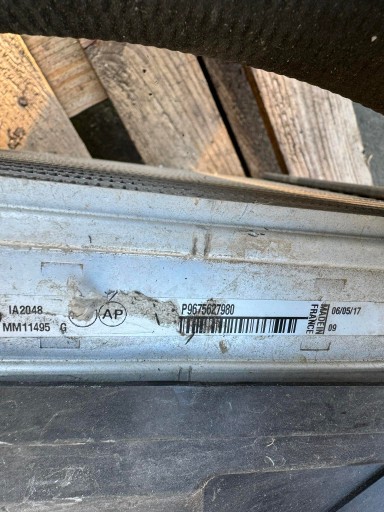 IA2048
MM11495 G
AP
P9675627980
MADE IN
FRANCE
06/05/17
09